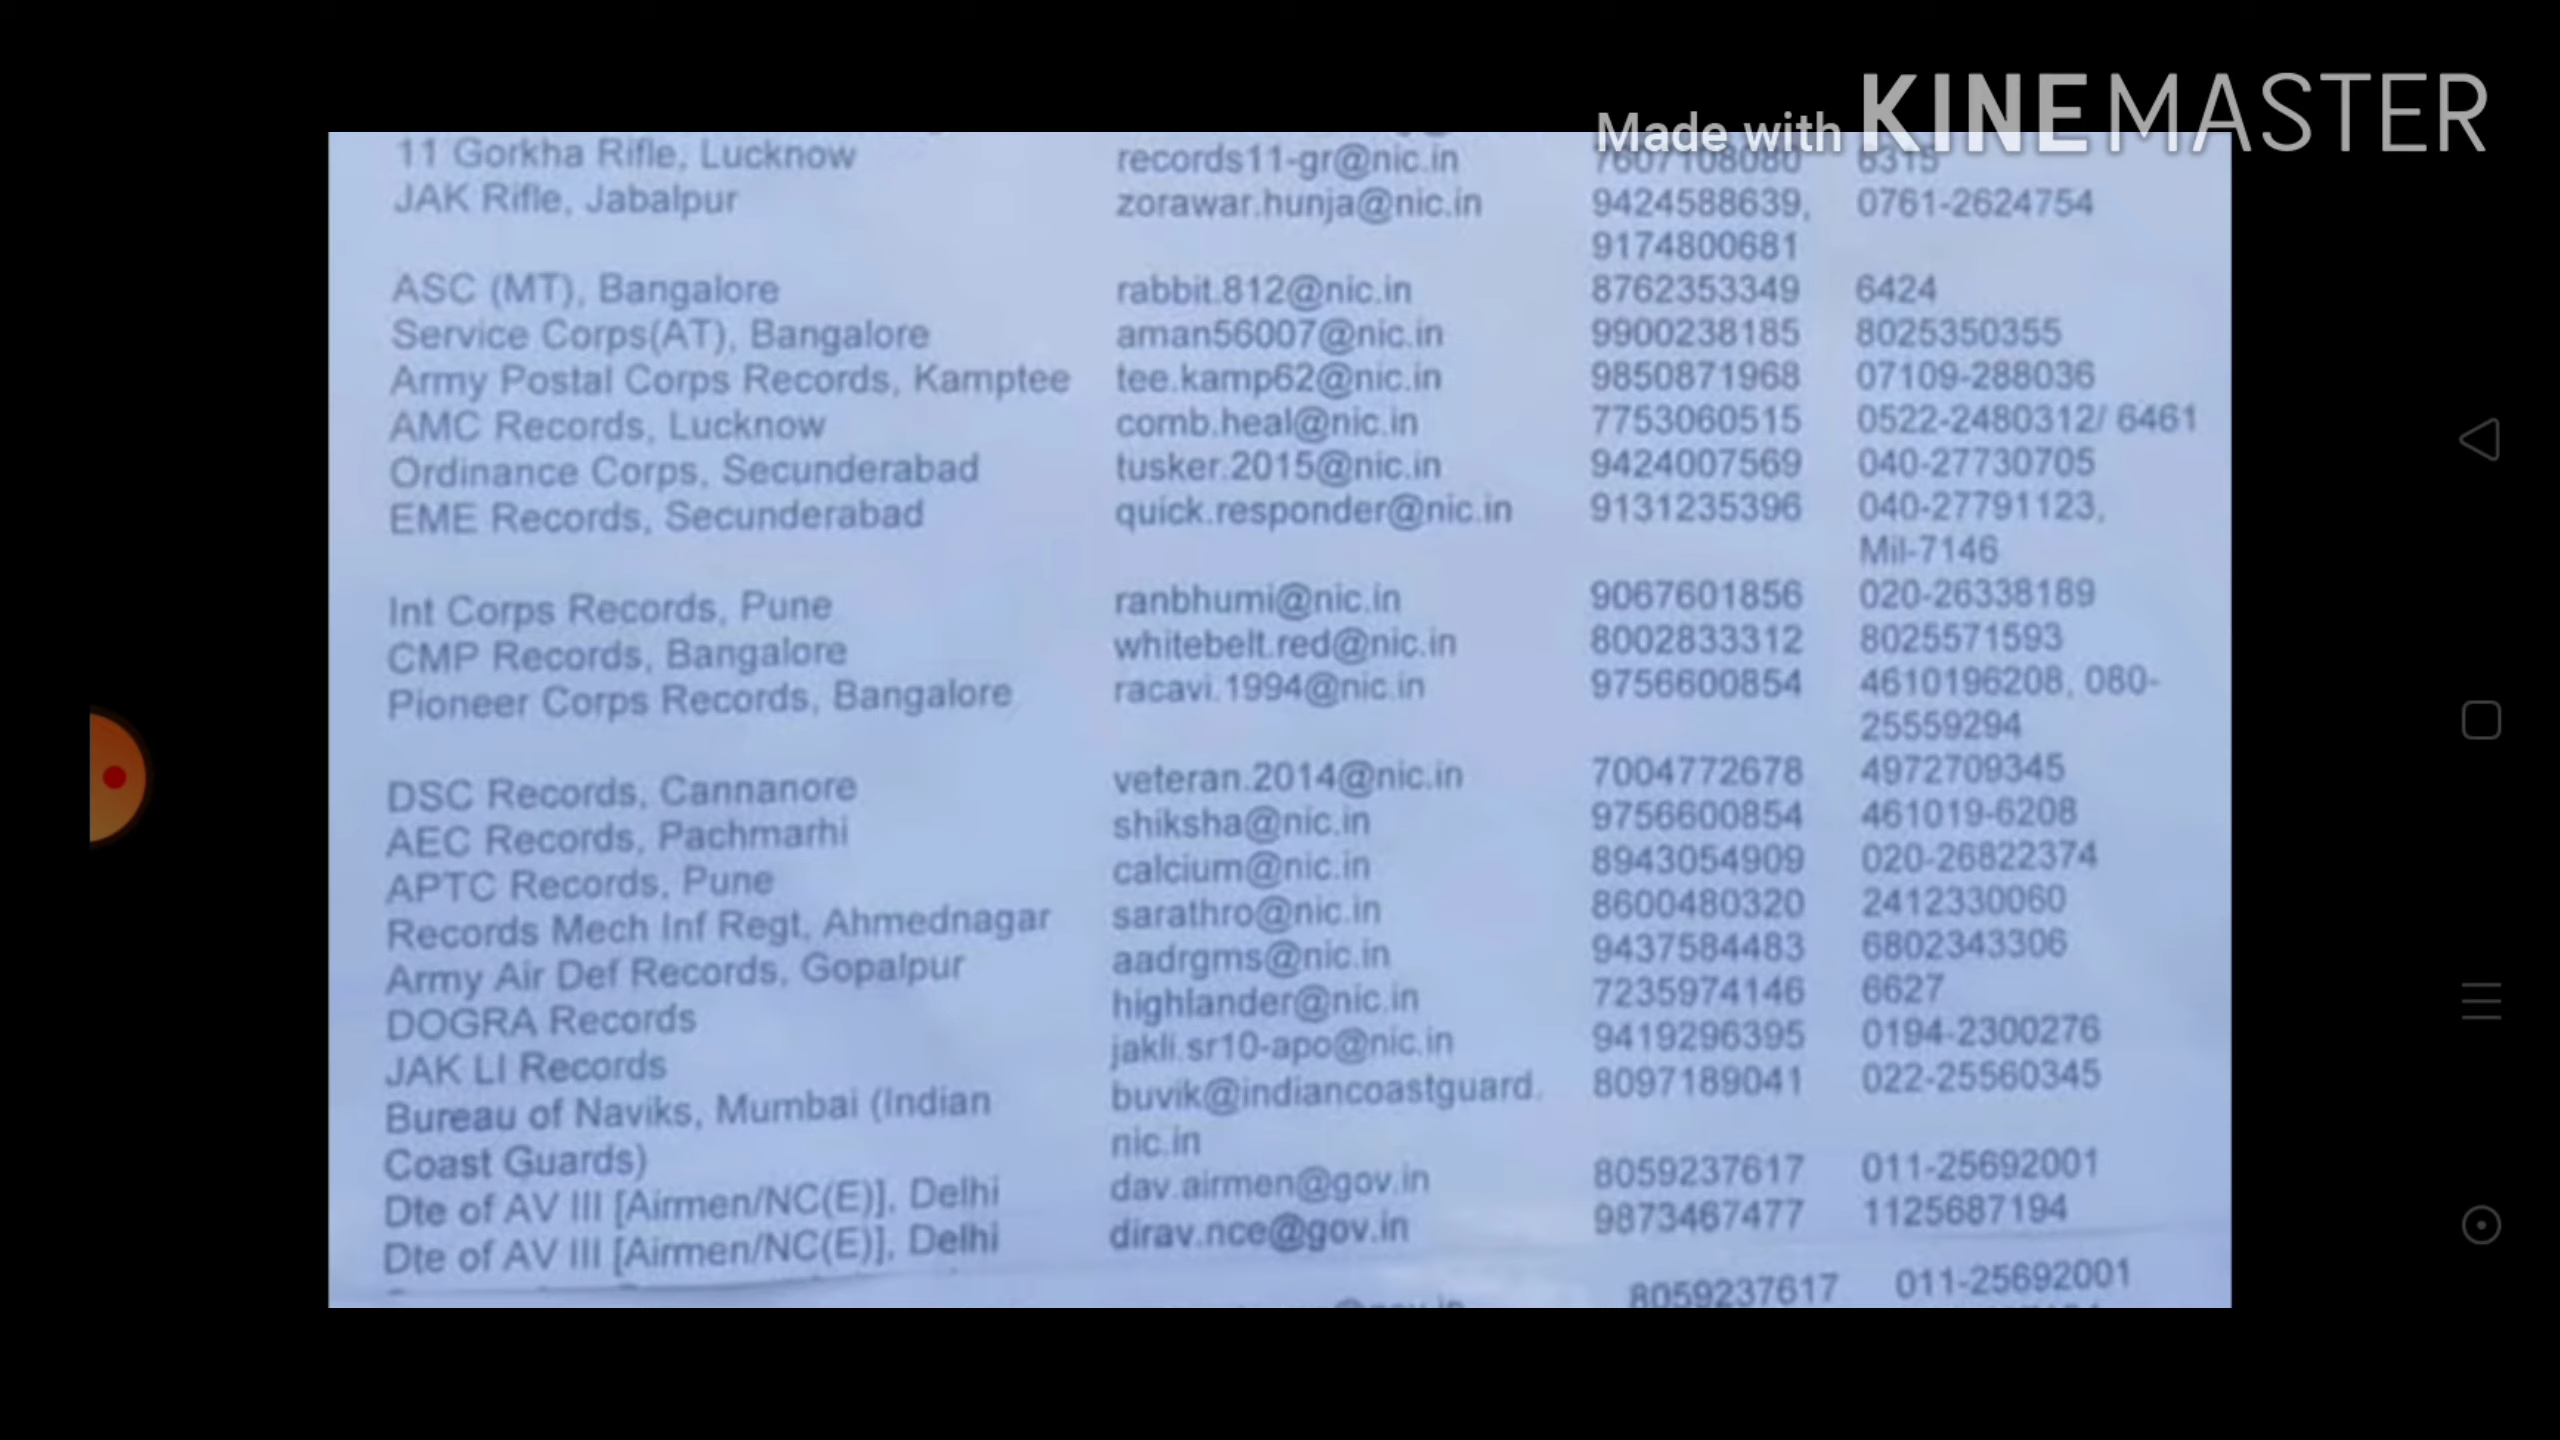 Made with KINEMASTER
11 Gorkha Rifle, Lucknow records11-gr@nic.in 7607108080 6315
JAK Rifle, Jabalpur zorawar.hunja@nic.in 9424588639, 0761-2624754
9174800681
ASC (MT), Bangalore rabbit.812@nic.in 8762353349 6424
Service Corps(AT), Bangalore aman56007@nic.in 9900238185 8025350355
Army Postal Corps Records, Kamptee tee.kamp62@nic.in 9850871968 07109-288036
AMC Records, Lucknow comb.heal@nic.in 7753060515 0522-2480312/ 6461
Ordinance Corps, Secunderabad tusker.2015@nic.in 9424007569 040-27730705
EME Records, Secunderabad quick.responder@nic.in 9131235396 040-27791123,
Mil-7146
Int Corps Records, Pune ranbhumi@nic.in 9067601856 020-26338189
CMP Records, Bangalore whitebelt.red@nic.in 8002833312 8025571593
Pioneer Corps Records, Bangalore racavi.1994@nic.in 9756600854 4610196208, 080-
25559294
DSC Records, Cannanore veteran.2014@nic.in 7004772678 4972709345
AEC Records, Pachmarhi shiksha@nic.in 9756600854 461019-6208
APTC Records, Pune calcium@nic.in 8943054909 020-26822374
Records Mech Inf Regt, Ahmednagar sarathro@nic.in 8600480320 2412330060
Army Air Def Records, Gopalpur aadrgms@nic.in 9437584483 6802343306
DOGRA Records highlander@nic.in 7235974146 6627
JAK LI Records jakli.sr10-apo@nic.in 9419296395 0194-2300276
Bureau of Naviks, Mumbai (Indian buvik@indiancoastguard. 8097189041 022-25560345
Coast Guards) nic.in
Dte of AV III [Airmen/NC(E)], Delhi dav.airmen@gov.in 8059237617 011-25692001
Dte of AV III [Airmen/NC(E)], Delhi dirav.nce@gov.in 9873467477 1125687194
8059237617 011-25692001